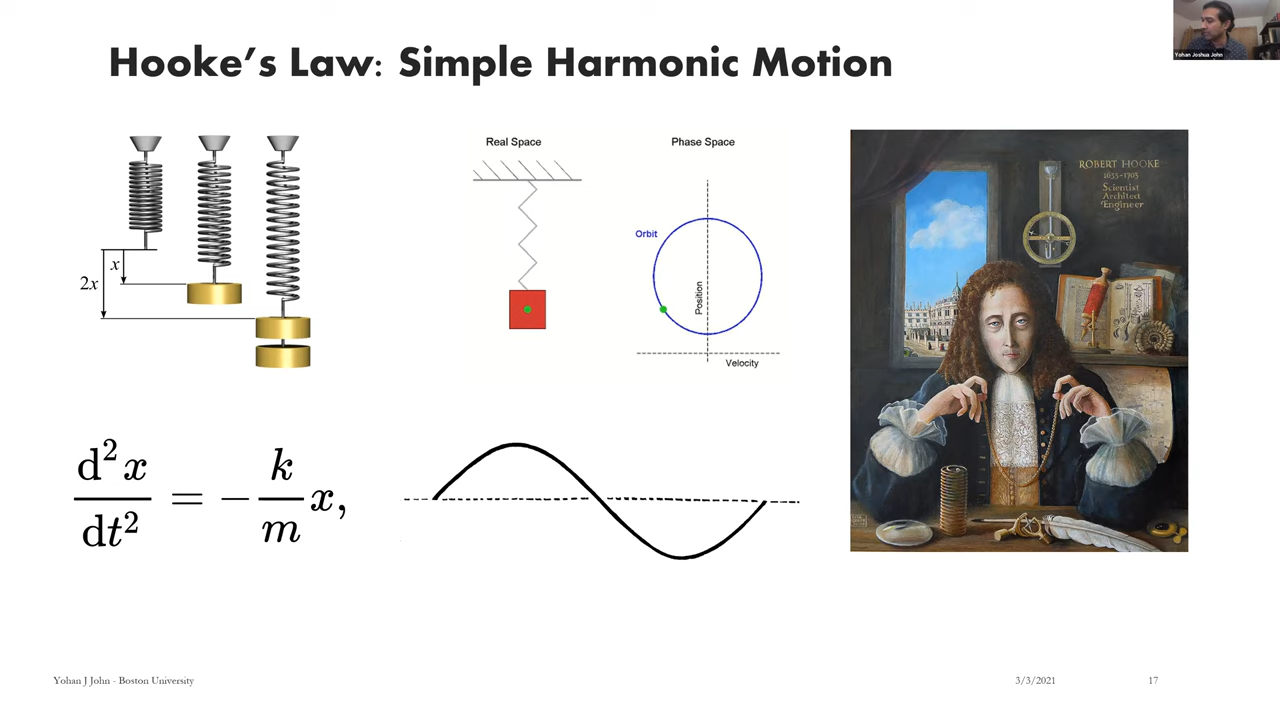 Hooke's Law: Simple Harmonic Motion
Yohan Joshua John
x
2x
Real Space
Phase Space
Orbit
Position
Velocity
ROBERT HOOKE
1635-1703
Scientist
Architect
Engineer
d²x/dt² = −k/m x,
Yohan J John - Boston University
3/3/2021
17